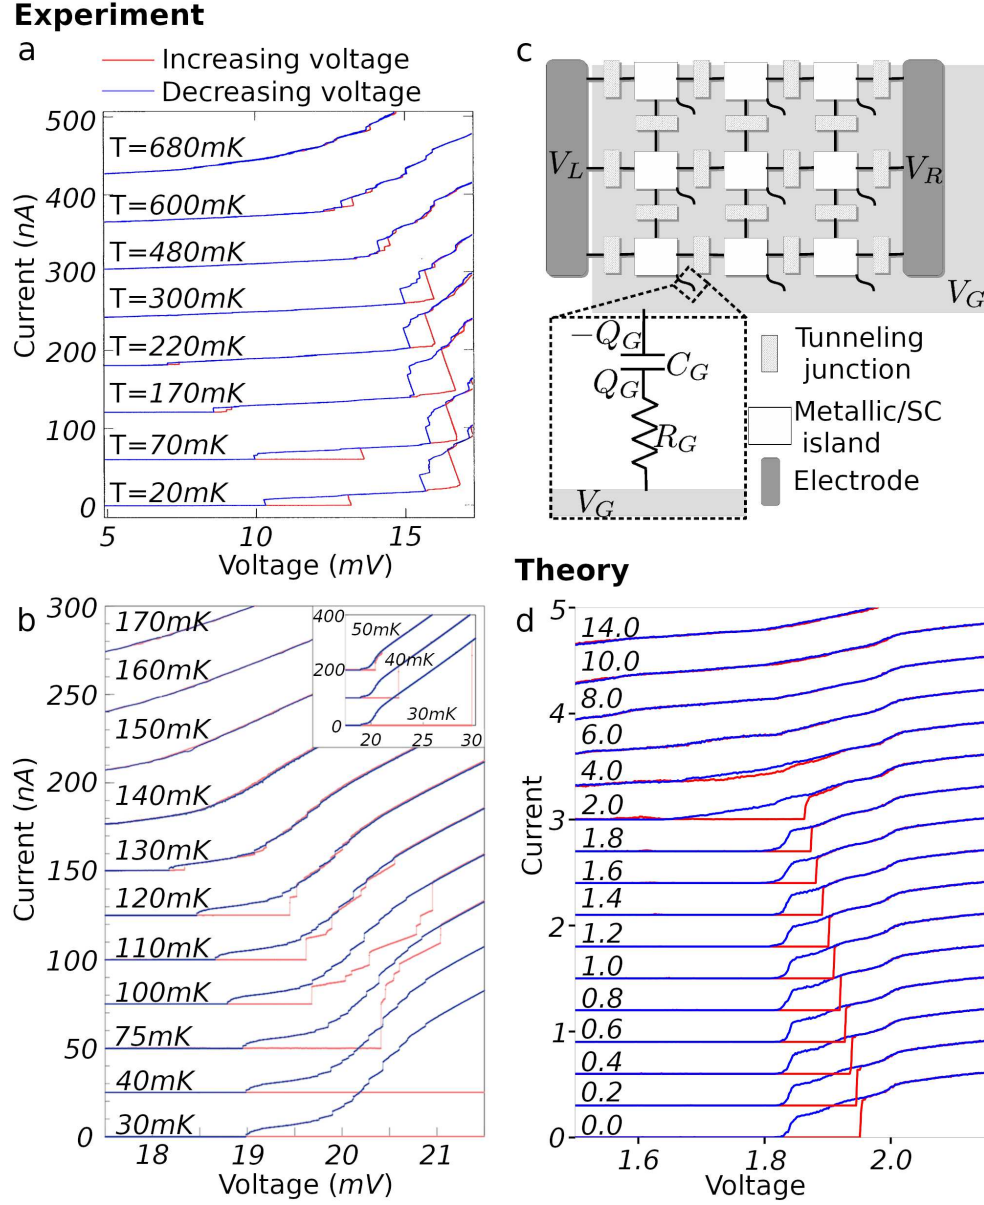 Experiment
a
Increasing voltage
Decreasing voltage
500
400
300
200
100
0
Current (nA)
T=680mK
T=600mK
T=480mK
T=300mK
T=220mK
T=170mK
T=70mK
T=20mK
5
10
15
Voltage (mV)
c
V_L
V_R
V_G
-Q_G
Q_G
C_G
R_G
V_G
Tunneling
junction
Metallic/SC
island
Electrode
b
300
250
200
150
100
50
0
Current (nA)
170mK
160mK
150mK
140mK
130mK
120mK
110mK
100mK
75mK
40mK
30mK
400
200
0
50mK
40mK
30mK
20
25
30
18
19
20
21
Voltage (mV)
Theory
d
5
4
3
2
1
0
Current
14.0
10.0
8.0
6.0
4.0
2.0
1.8
1.6
1.4
1.2
1.0
0.8
0.6
0.4
0.2
0.0
1.6
1.8
2.0
Voltage